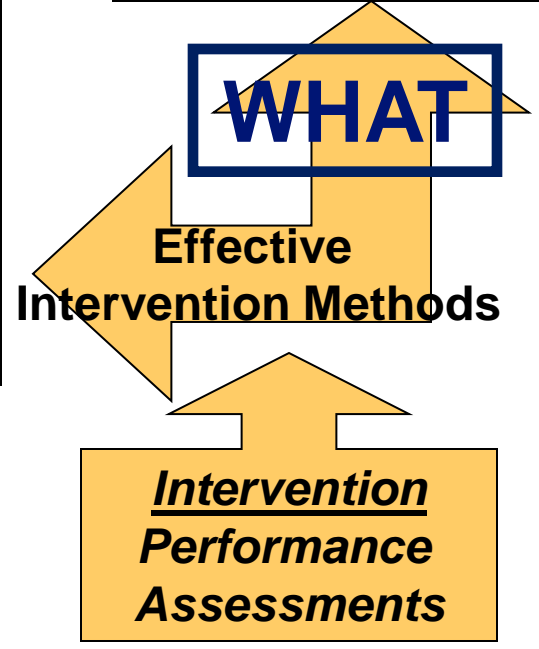 WHAT
Effective
Intervention Methods
Intervention
Performance
Assessments